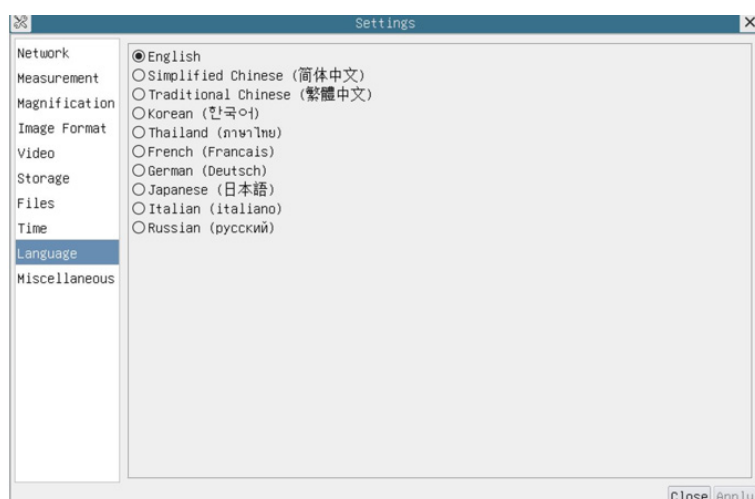 Settings
Network
Measurement
Magnification
Image Format
Video
Storage
Files
Time
Language
Miscellaneous
English
Simplified Chinese (简体中文)
Traditional Chinese (繁體中文)
Korean (한국어)
Thailand (ภาษาไทย)
French (Francais)
German (Deutsch)
Japanese (日本語)
Italian (italiano)
Russian (русский)
Close Apply